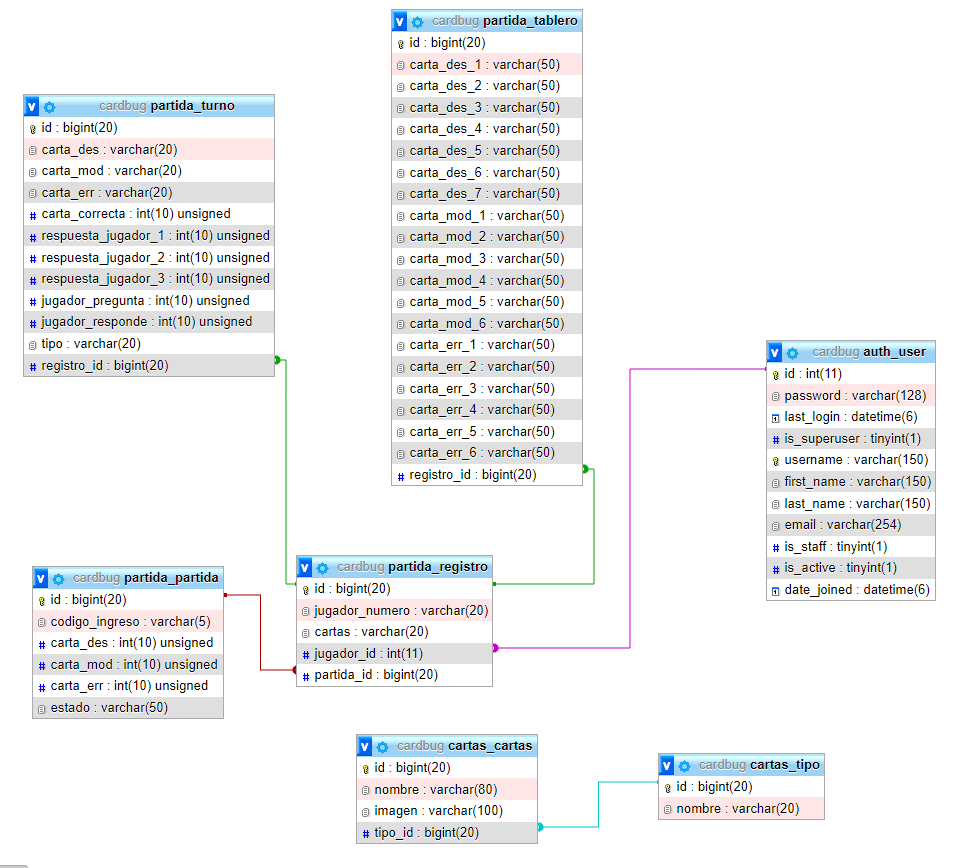 cardbug partida_tablero
id : bigint(20)
carta_des_1 : varchar(50)
carta_des_2 : varchar(50)
carta_des_3 : varchar(50)
carta_des_4 : varchar(50)
carta_des_5 : varchar(50)
carta_des_6 : varchar(50)
carta_des_7 : varchar(50)
carta_mod_1 : varchar(50)
carta_mod_2 : varchar(50)
carta_mod_3 : varchar(50)
carta_mod_4 : varchar(50)
carta_mod_5 : varchar(50)
carta_mod_6 : varchar(50)
carta_err_1 : varchar(50)
carta_err_2 : varchar(50)
carta_err_3 : varchar(50)
carta_err_4 : varchar(50)
carta_err_5 : varchar(50)
carta_err_6 : varchar(50)
registro_id : bigint(20)
cardbug partida_turno
id : bigint(20)
carta_des : varchar(20)
carta_mod : varchar(20)
carta_err : varchar(20)
carta_correcta : int(10) unsigned
respuesta_jugador_1 : int(10) unsigned
respuesta_jugador_2 : int(10) unsigned
respuesta_jugador_3 : int(10) unsigned
jugador_pregunta : int(10) unsigned
jugador_responde : int(10) unsigned
tipo : varchar(20)
registro_id : bigint(20)
cardbug auth_user
id : int(11)
password : varchar(128)
last_login : datetime(6)
is_superuser : tinyint(1)
username : varchar(150)
first_name : varchar(150)
last_name : varchar(150)
email : varchar(254)
is_staff : tinyint(1)
is_active : tinyint(1)
date_joined : datetime(6)
cardbug partida_partida
id : bigint(20)
codigo_ingreso : varchar(5)
carta_des : int(10) unsigned
carta_mod : int(10) unsigned
carta_err : int(10) unsigned
estado : varchar(50)
cardbug partida_registro
id : bigint(20)
jugador_numero : varchar(20)
cartas : varchar(20)
jugador_id : int(11)
partida_id : bigint(20)
cardbug cartas_cartas
id : bigint(20)
nombre : varchar(80)
imagen : varchar(100)
tipo_id : bigint(20)
cardbug cartas_tipo
id : bigint(20)
nombre : varchar(20)